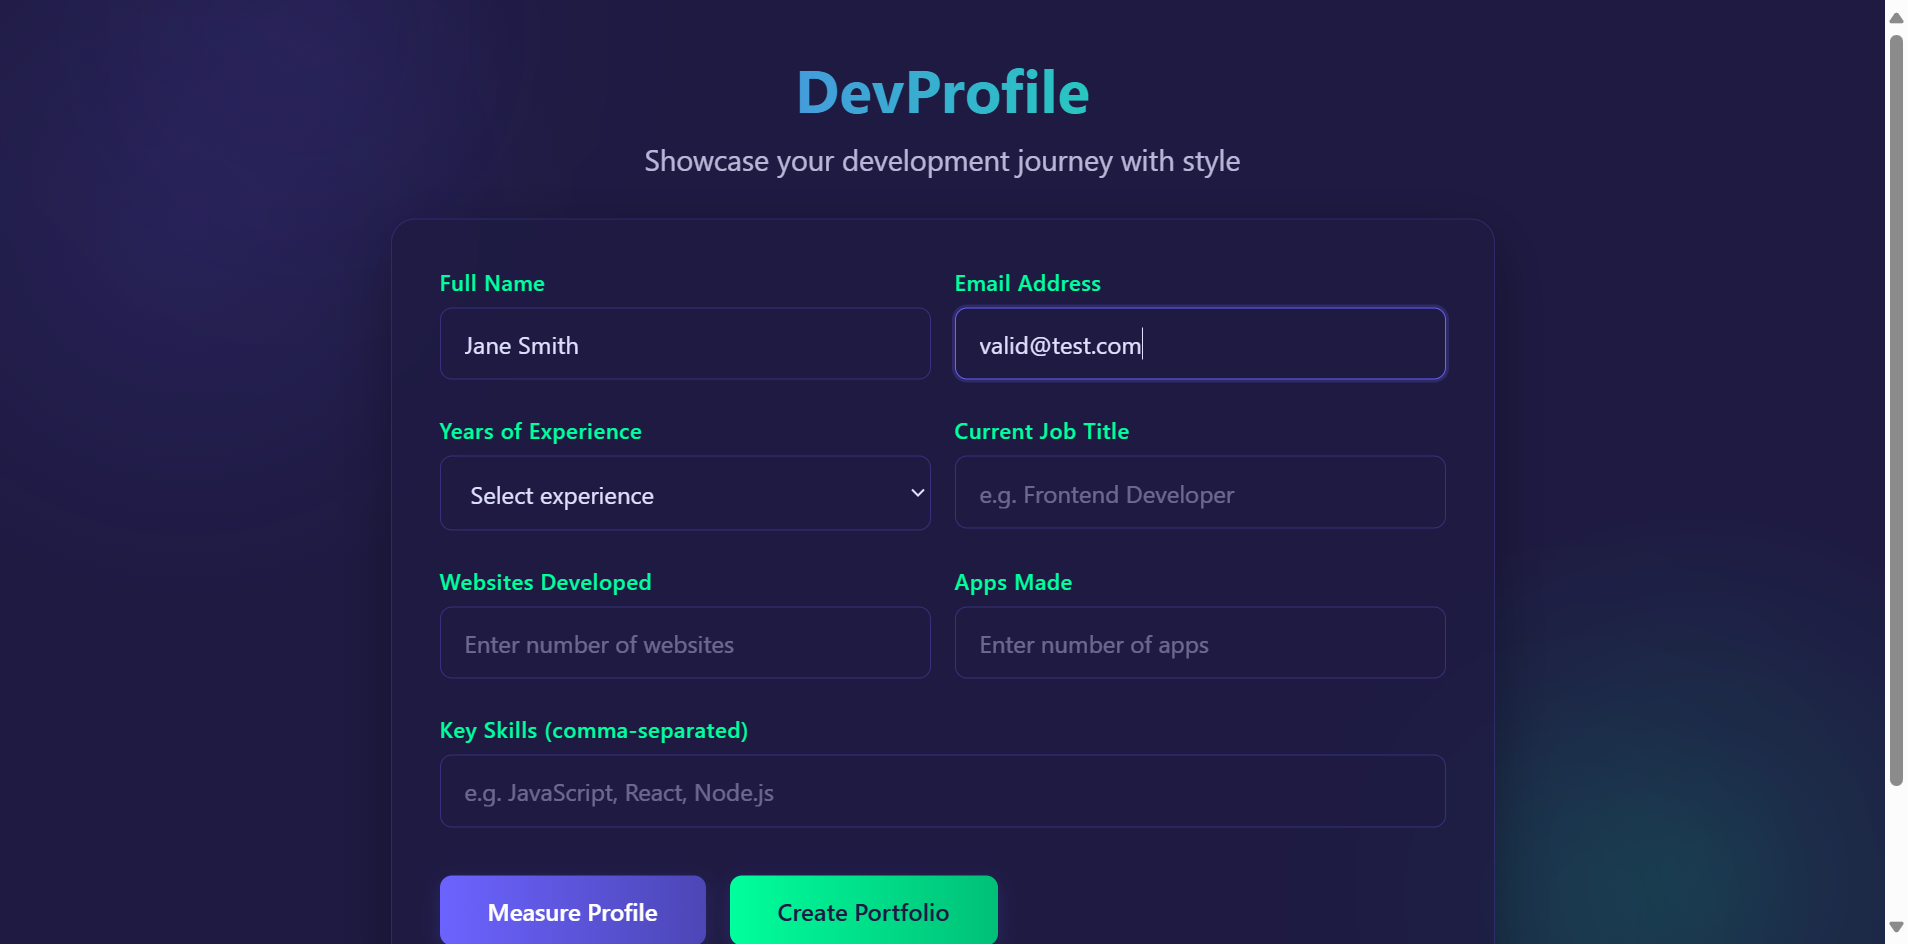 DevProfile
Showcase your development journey with style
Full Name
Email Address
Jane Smith
valid@test.com
Years of Experience
Current Job Title
Select experience
e.g. Frontend Developer
Websites Developed
Apps Made
Enter number of websites
Enter number of apps
Key Skills (comma-separated)
e.g. JavaScript, React, Node.js
Measure Profile
Create Portfolio